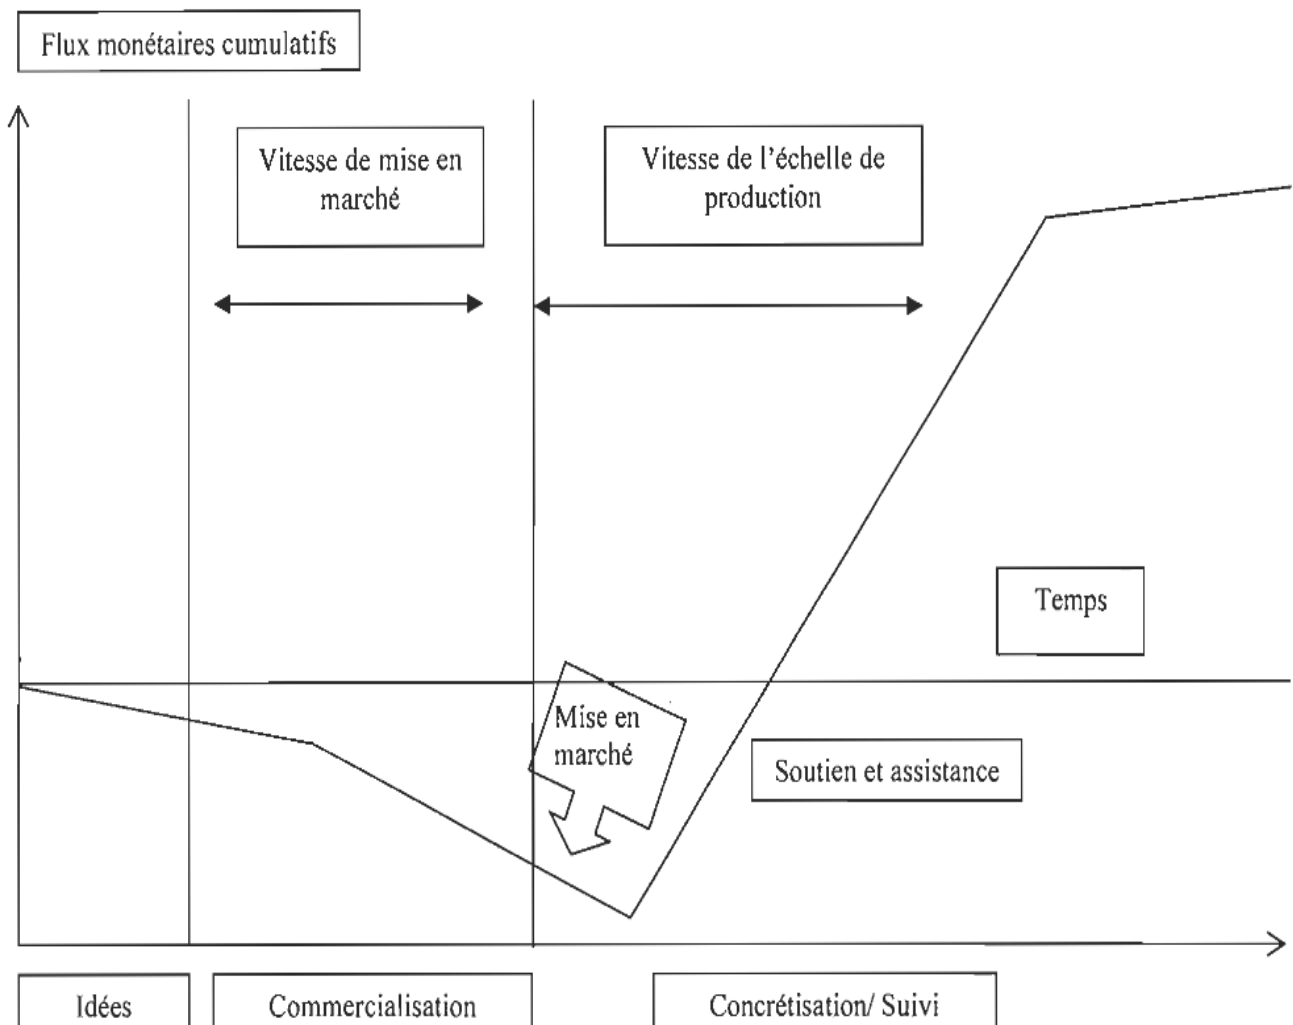 Flux monétaires cumulatifs
Vitesse de mise en
marché
Vitesse de l'échelle de
production
Temps
Mise en
marché
Soutien et assistance
Idées
Commercialisation
Concrétisation/ Suivi